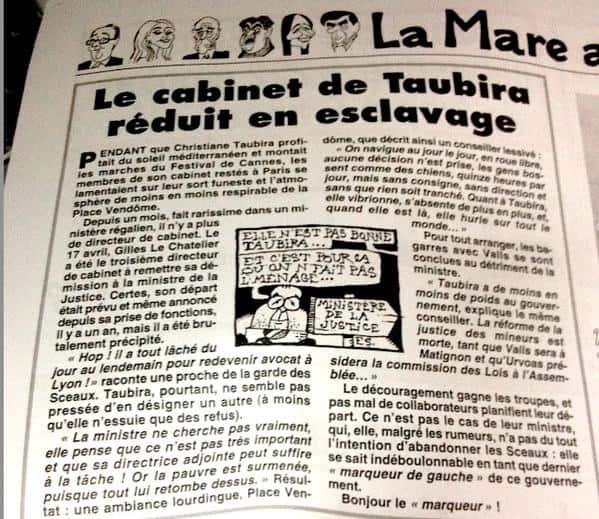 La Mare a
Le cabinet de Taubira
réduit en esclavage
PENDANT que Christiane Taubira profi-
tait du soleil méditerranéen et montait
les marches du Festival de Cannes, les
membres de son cabinet restés à Paris se
lamentaient sur leur sort funeste et l'atmo-
sphère de moins en moins respirable de la
Place Vendôme.
Depuis un mois, fait rarissime dans un mi-
nistère régalien, il n'y a plus
de directeur de cabinet. Le
17 avril, Gilles Le Chatelier
a été le troisième directeur
de cabinet à remettre sa dé-
mission à la ministre de la
Justice. Certes, son départ
était prévu et même annoncé
depuis sa prise de fonctions,
il y a un an, mais il a été bru-
talement précipité.
« Hop ! il a tout lâché du
jour au lendemain pour redevenir avocat à
Lyon ! » raconte une proche de la garde des
Sceaux. Taubira, pourtant, ne semble pas
pressée d'en désigner un autre (à moins
qu'elle n'essuie que des refus).
« La ministre ne cherche pas vraiment,
elle pense que ce n'est pas très important
et que sa directrice adjointe peut suffire
à la tâche ! Or la pauvre est surmenée,
puisque tout lui retombe dessus. » Résul-
tat : une ambiance lourdingue. Place Ven-
dôme, que décrit ainsi un conseiller lessivé :
« On navigue au jour le jour, en roue libre,
aucune décision n'est prise, les gens bos-
sent comme des chiens, quinze heures par
jour, mais sans consigne, sans direction et
sans que rien soit tranché. Quant à Taubira,
elle vibrionne, s'absente de plus en plus, et,
quand elle est là, elle hurle sur tout le
monde... »
Pour tout arranger, les ba-
garres avec Valls se sont
conclues au détriment de la
ministre.
« Taubira a de moins en
moins de poids au gouver-
nement, explique le même
conseiller. La réforme de la
justice des mineurs est
morte, tant que Valls sera à
Matignon et qu'Urvoas pré-
sidera la commission des Lois à l'Assem-
blée... »
Le découragement gagne les troupes, et
pas mal de collaborateurs planifient leur dé-
part. Ce n'est pas le cas de leur ministre,
qui, elle, malgré les rumeurs, n'a pas du tout
l'intention d'abandonner les Sceaux : elle
se sait indéboulonnable en tant que dernier
« marqueur de gauche » de ce gouverne-
ment.
Bonjour le « marqueur » !
ELLE N'EST PAS BONNE
TAUBIRA...
ET C'EST POUR ÇA
QU'ON N'FAIT PAS
L'MÉNAGE...
MINISTÈRE
DE LA
JUSTICE